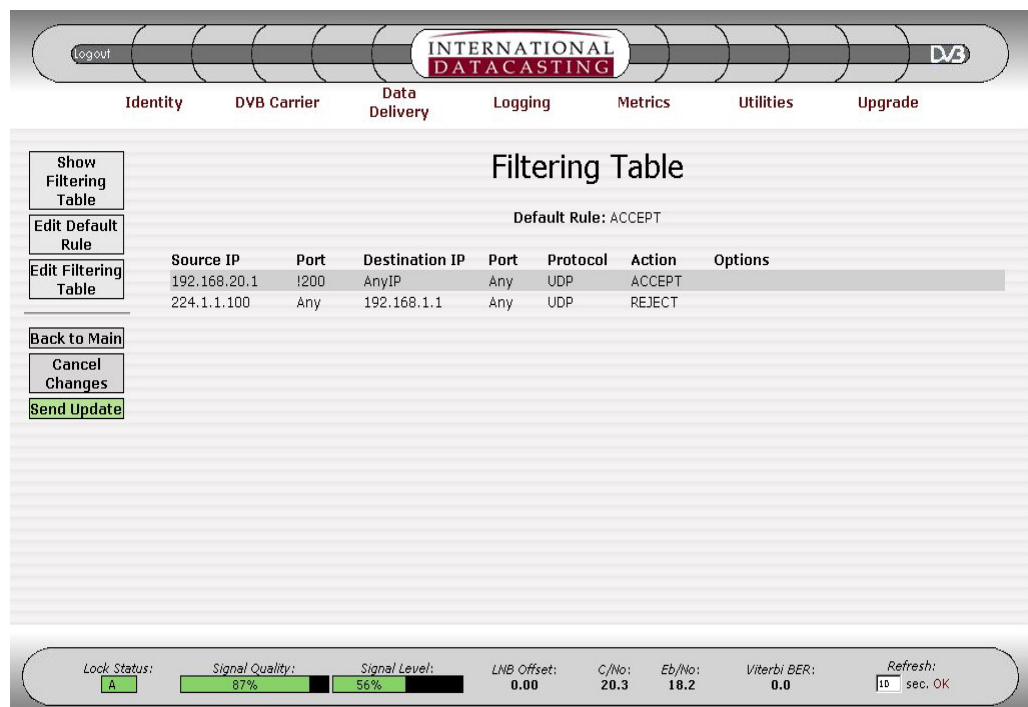 Logout
INTERNATIONAL
DATACASTING
DVB
Identity DVB Carrier Data Delivery Logging Metrics Utilities Upgrade
Show
Filtering
Table
Edit Default
Rule
Edit Filtering
Table
Back to Main
Cancel
Changes
Send Update
Filtering Table
Default Rule: ACCEPT
Source IP Port Destination IP Port Protocol Action Options
192.168.20.1 !200 AnyIP Any UDP ACCEPT
224.1.1.100 Any 192.168.1.1 Any UDP REJECT
Lock Status: Signal Quality: Signal Level: LNB Offset: C/No: Eb/No: Viterbi BER: Refresh:
A 87% 56% 0.00 20.3 18.2 0.0 10 sec. OK